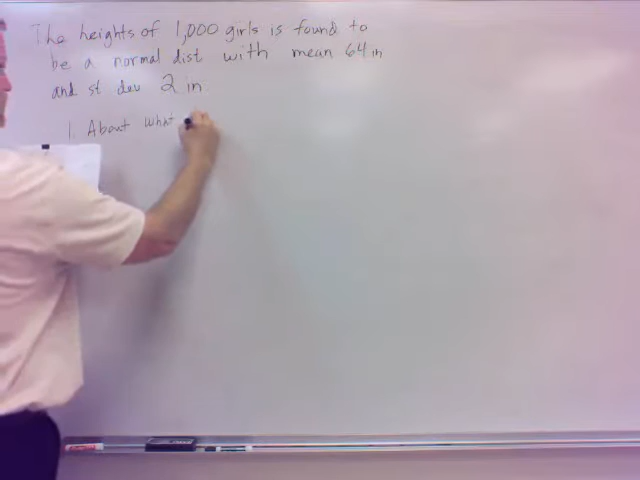 The heights of 1,000 girls is found to
be a normal dist with mean 64 in
and st dev 2 in
1. About what